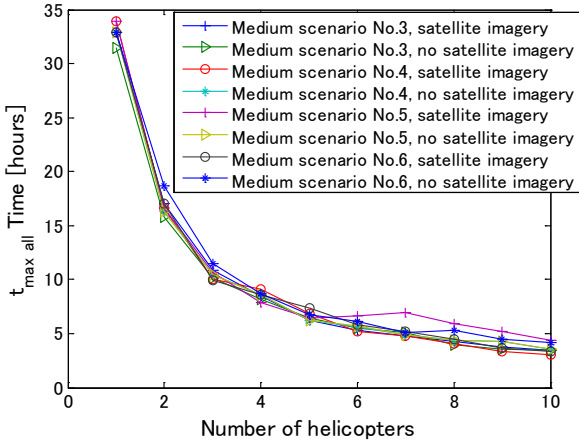 35
30
25
20
15
10
5
0
t_max all Time [hours]
Medium scenario No.3, satellite imagery
Medium scenario No.3, no satellite imagery
Medium scenario No.4, satellite imagery
Medium scenario No.4, no satellite imagery
Medium scenario No.5, satellite imagery
Medium scenario No.5, no satellite imagery
Medium scenario No.6, satellite imagery
Medium scenario No.6, no satellite imagery
0 2 4 6 8 10
Number of helicopters